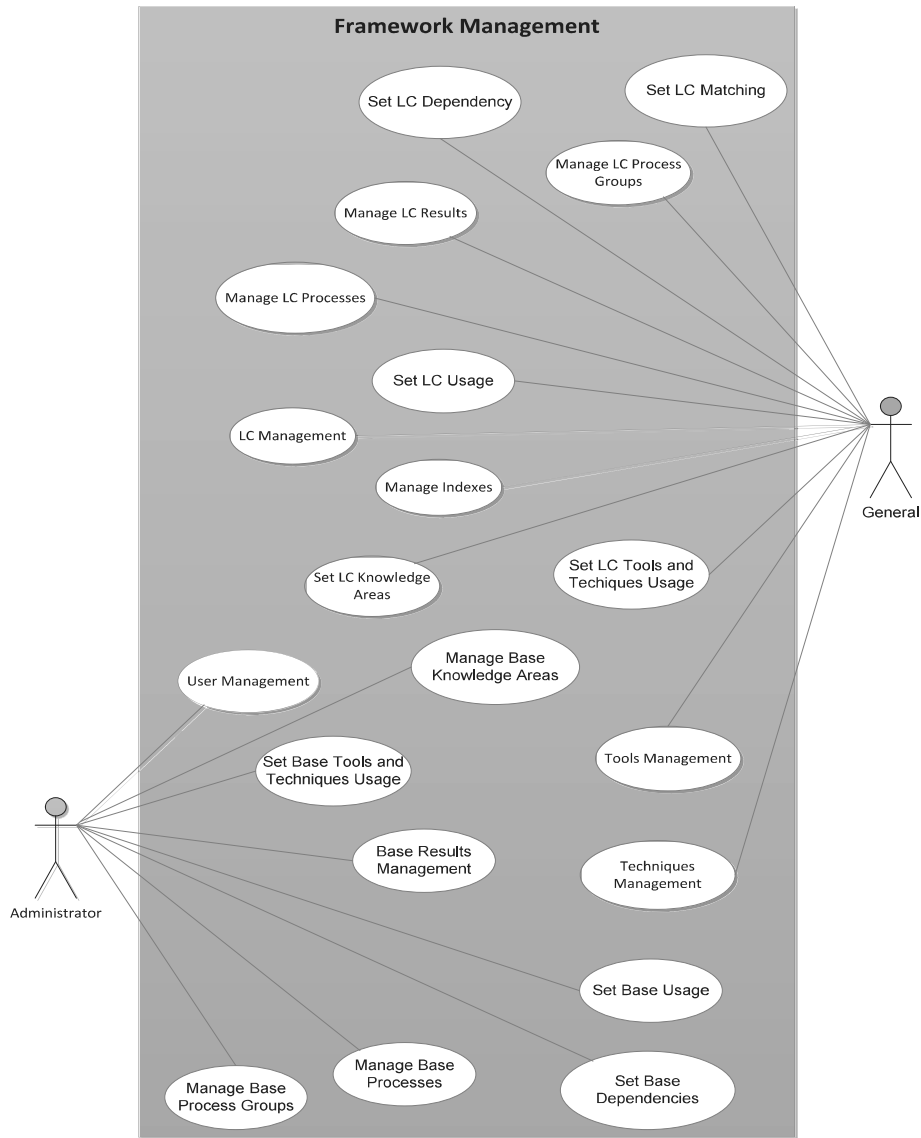 Framework Management
Set LC Dependency
Set LC Matching
Manage LC Process
Groups
Manage LC Results
Manage LC Processes
Set LC Usage
LC Management
Manage Indexes
General
Set LC Knowledge
Areas
Set LC Tools and
Techiques Usage
Manage Base
Knowledge Areas
User Management
Set Base Tools and
Techniques Usage
Tools Management
Base Results
Management
Techniques
Management
Administrator
Set Base Usage
Manage Base
Processes
Manage Base
Process Groups
Set Base
Dependencies